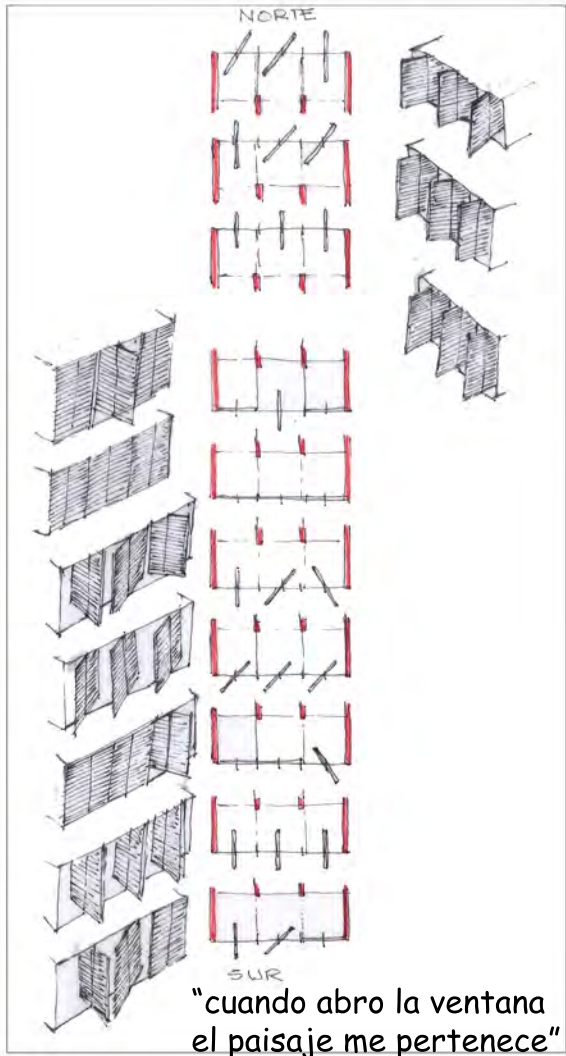 NORTE
SUR
“cuando abro la ventana
el paisaje me pertenece”